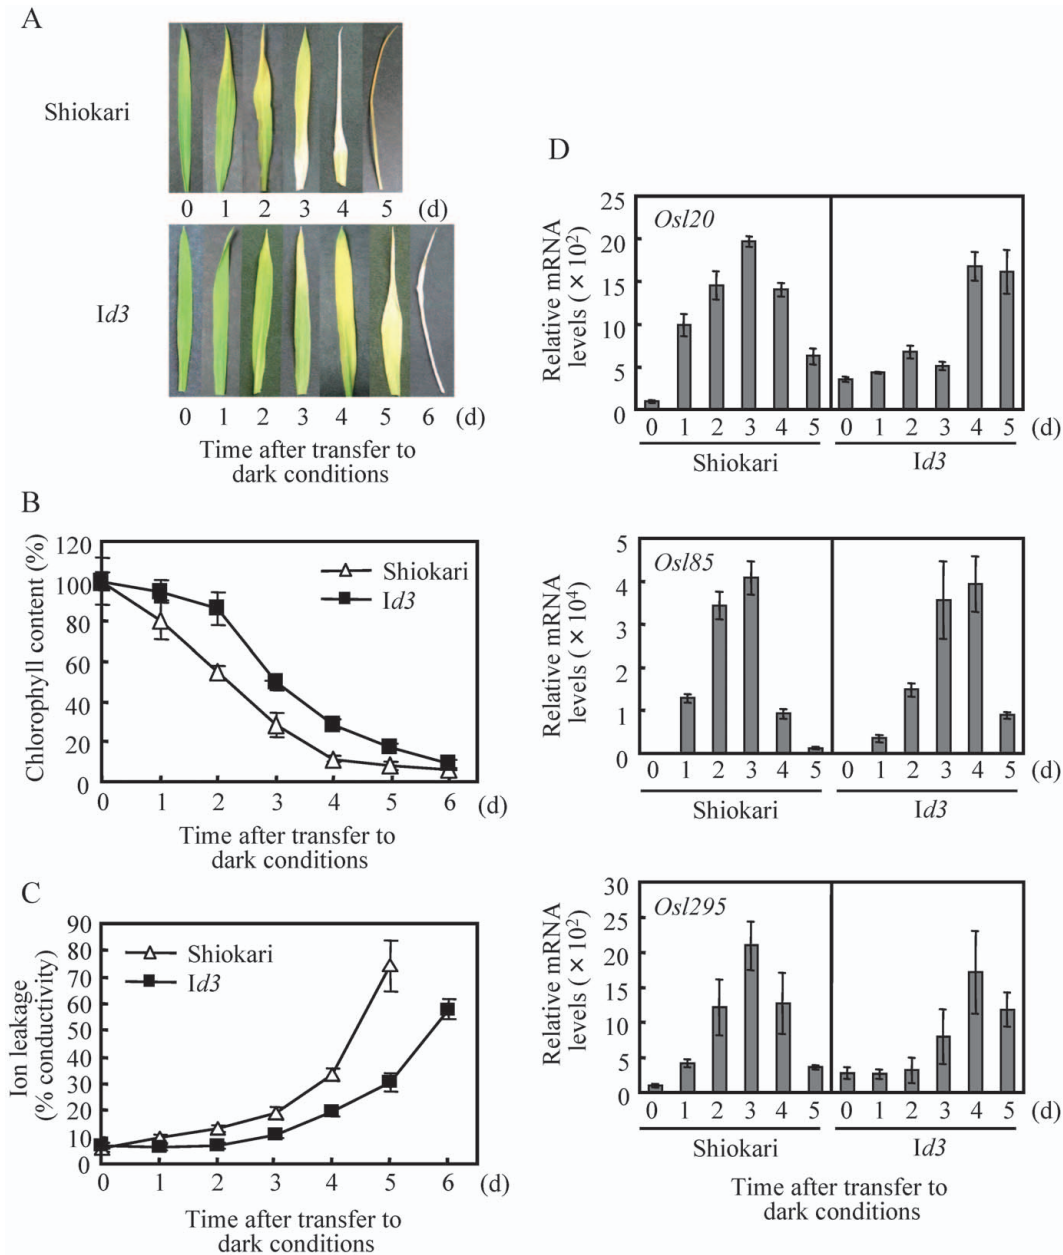 A
Shiokari
0 1 2 3 4 5 (d)
Id3
0 1 2 3 4 5 6 (d)
Time after transfer to
dark conditions
B
Chlorophyll content (%)
120
100
80
60
40
20
0
Shiokari
Id3
0 1 2 3 4 5 6 (d)
Time after transfer to
dark conditions
C
Ion leakage
(% conductivity)
90
80
70
60
50
40
30
20
10
0
Shiokari
Id3
0 1 2 3 4 5 6 (d)
Time after transfer to
dark conditions
D
Relative mRNA
levels ( × 10²)
25
20
15
10
5
0
Osl20
0 1 2 3 4 5 0 1 2 3 4 5 (d)
Shiokari Id3
Relative mRNA
levels ( × 10⁴)
5
4
3
2
1
0
Osl85
0 1 2 3 4 5 0 1 2 3 4 5 (d)
Shiokari Id3
Relative mRNA
levels ( × 10²)
30
25
20
15
10
5
0
Osl295
0 1 2 3 4 5 0 1 2 3 4 5 (d)
Shiokari Id3
Time after transfer to
dark conditions